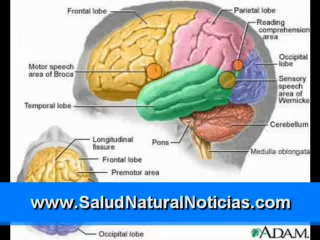 Frontal lobe
Parietal lobe
Reading
comprehension
area
Motor speech
area of Broca
Occipital
lobe
Sensory
speech
area of
Wernicke
Temporal lobe
Cerebellum
Longitudinal
fissure
Pons
Medulla oblongata
Frontal lobe
Premotor area
www.SaludNaturalNoticias.com
Occipital lobe
ADAM.